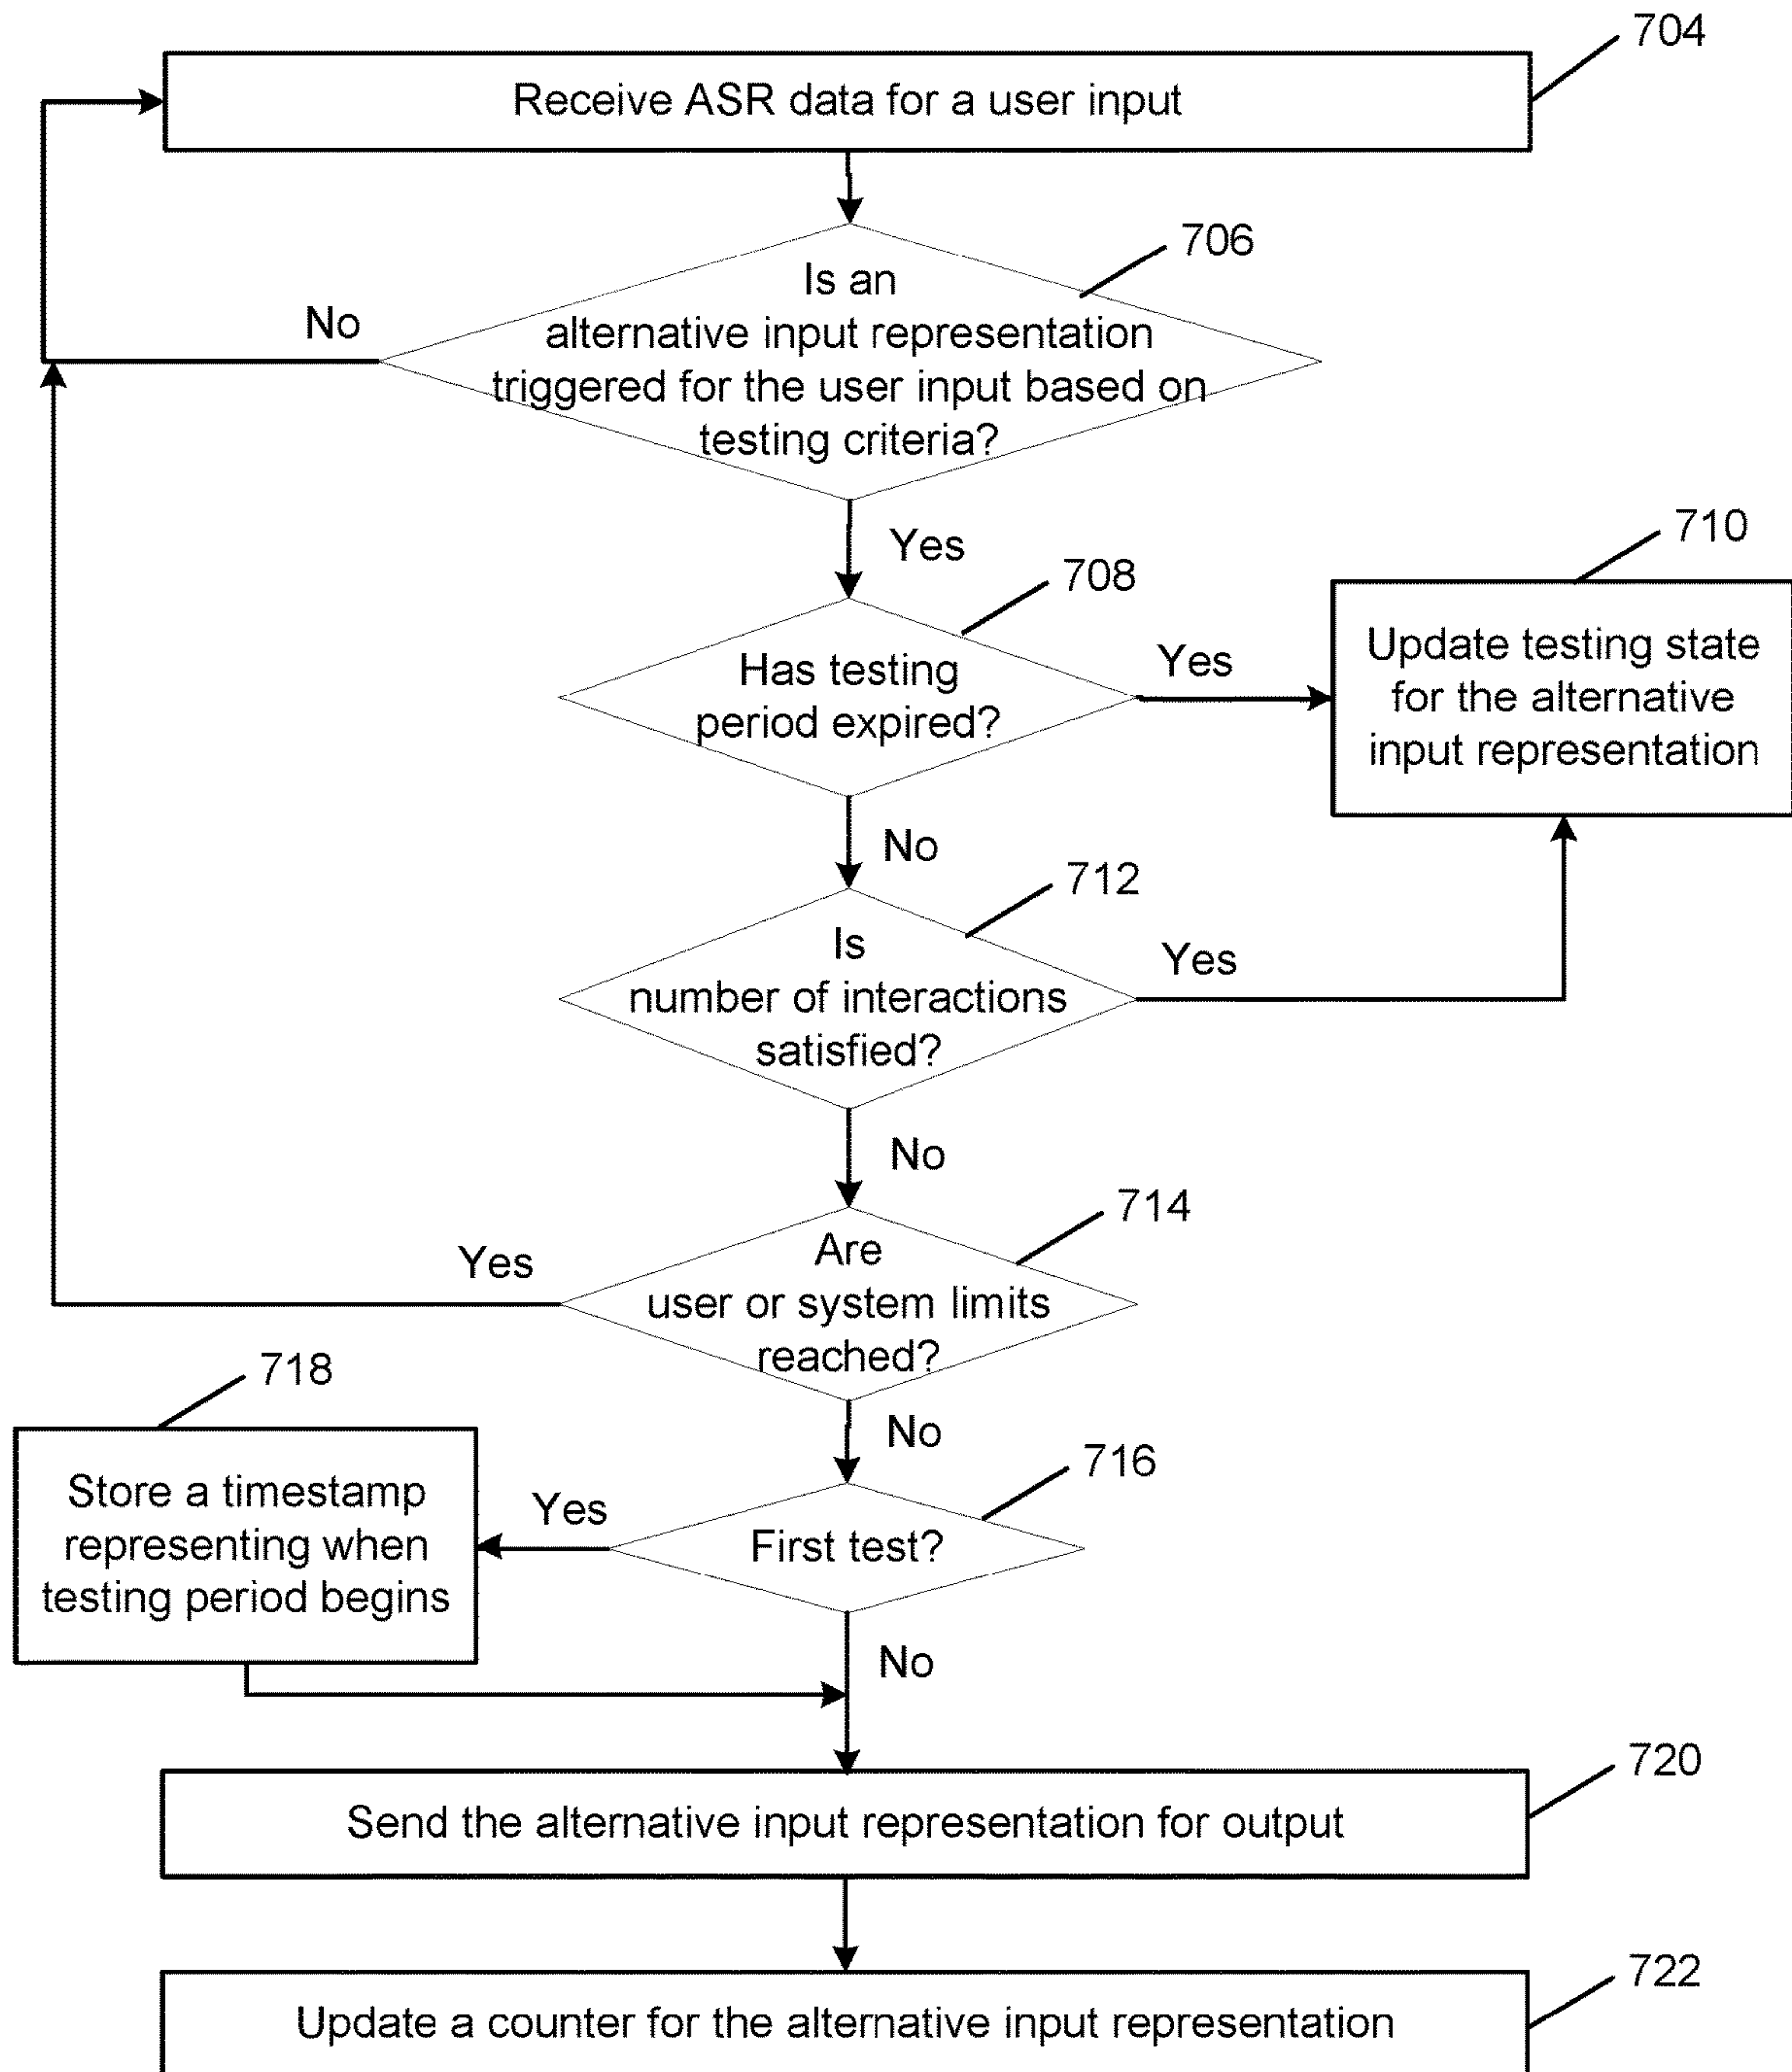 704
Receive ASR data for a user input
706
Is an
alternative input representation
triggered for the user input based on
testing criteria?
No
Yes
708
Has testing
period expired?
Yes
710
Update testing state
for the alternative
input representation
No
712
Is
number of interactions
satisfied?
Yes
No
714
Are
user or system limits
reached?
Yes
No
716
First test?
Yes
718
Store a timestamp
representing when
testing period begins
No
720
Send the alternative input representation for output
722
Update a counter for the alternative input representation